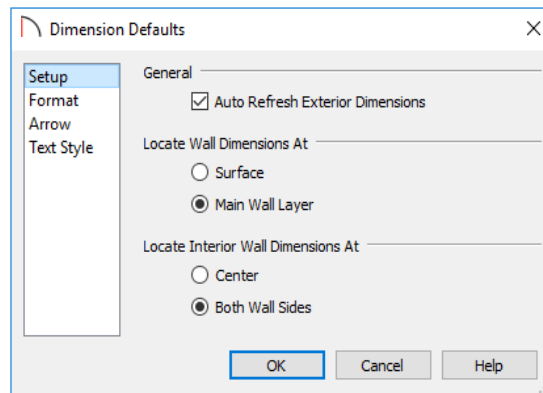 Dimension Defaults
Setup
Format
Arrow
Text Style
General
Auto Refresh Exterior Dimensions
Locate Wall Dimensions At
Surface
Main Wall Layer
Locate Interior Wall Dimensions At
Center
Both Wall Sides
OK
Cancel
Help